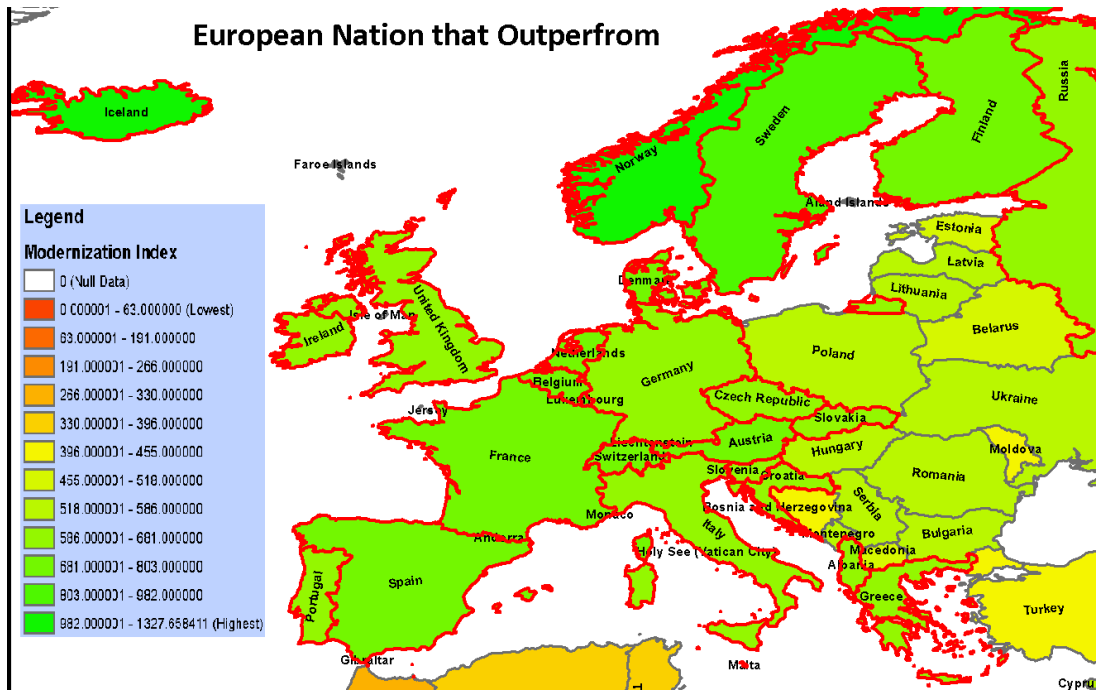 European Nation that Outperfrom
Iceland
Faroe Islands
Norway
Sweden
Finland
Russia
Aland Islands
Legend
Modernization Index
0 (Null Data)
0.000001 - 63.000000 (Lowest)
63.000001 - 191.000000
191.000001 - 266.000000
266.000001 - 330.000000
330.000001 - 396.000000
396.000001 - 455.000000
455.000001 - 518.000000
518.000001 - 586.000000
586.000001 - 681.000000
681.000001 - 803.000000
803.000001 - 982.000000
982.000001 - 1327.658411 (Highest)
Estonia
Latvia
Lithuania
Denmark
Isle of Man
United Kingdom
Ireland
Belarus
Netherlands
Poland
Germany
Belgium
Czech Republic
Ukraine
Luxembourg
Jersey
Slovakia
Liechtenstein
Austria
Hungary
Moldova
France
Switzerland
Slovenia
Croatia
Romania
Serbia
Monaco
Bosnia and Herzegovina
Italy
Bulgaria
Montenegro
Andorra
Holy See (Vatican City)
Macedonia
Albania
Portugal
Spain
Greece
Turkey
Gibraltar
Malta
Cypru